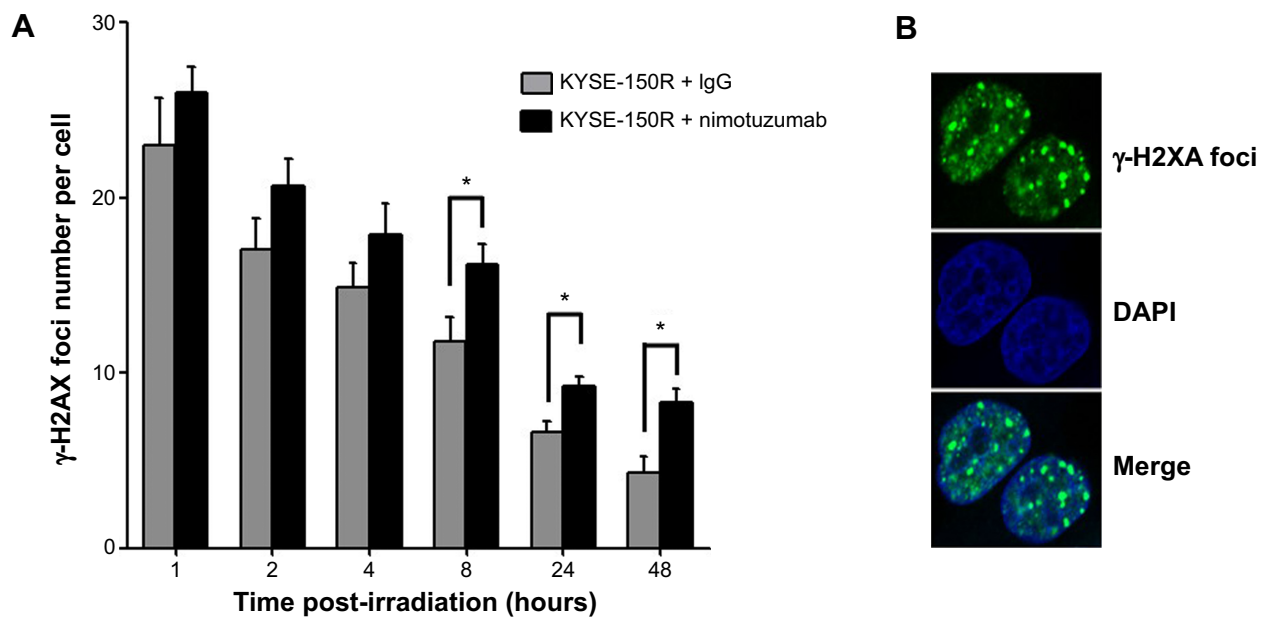 A
γ-H2AX foci number per cell
30
20
10
0
KYSE-150R + IgG
KYSE-150R + nimotuzumab
*
*
*
1 2 4 8 24 48
Time post-irradiation (hours)
B
γ-H2XA foci
DAPI
Merge